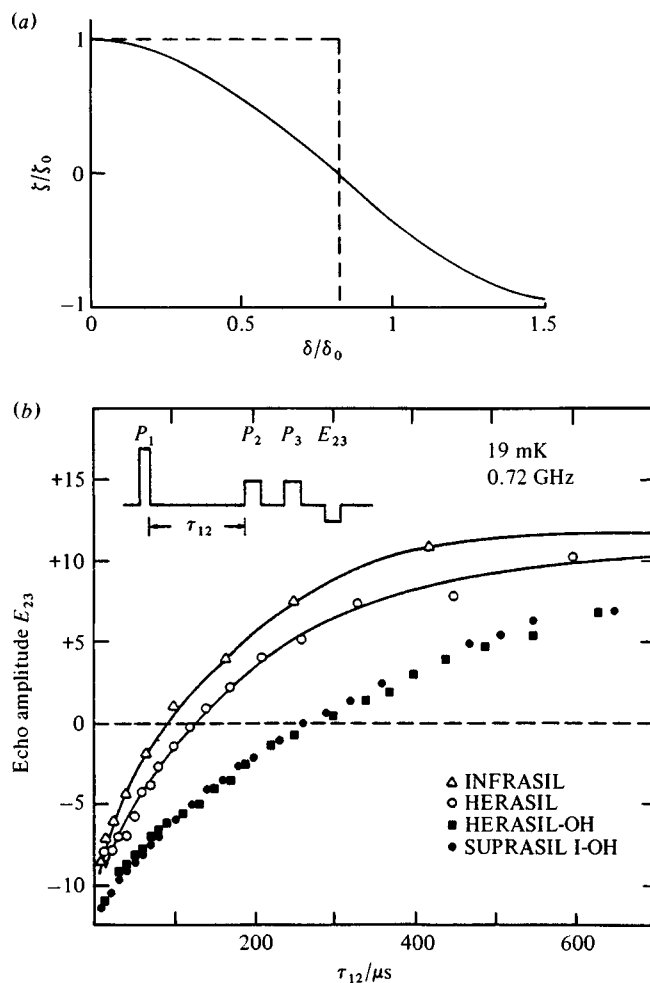 (a)
1
0
−1
ζ/ζ₀
0 0.5 1 1.5
δ/δ₀
(b)
P₁ P₂ P₃ E₂₃
τ₁₂
19 mK
0.72 GHz
+15
+10
+5
0
−5
−10
Echo amplitude E₂₃
△ INFRASIL
○ HERASIL
■ HERASIL-OH
● SUPRASIL I-OH
200 400 600
τ₁₂/μs